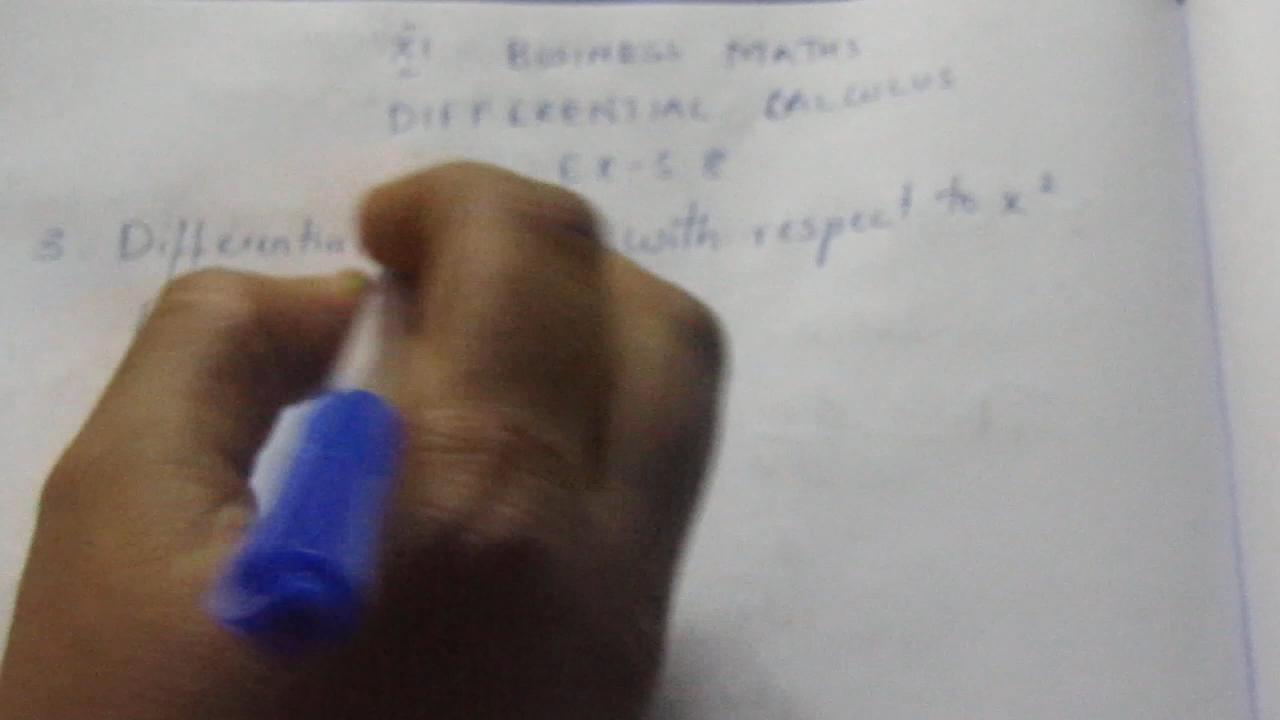 XI BUSINESS MATHS
DIFFERENTIAL CALCULUS
EX-5.8
3. Differentia with respect to x²